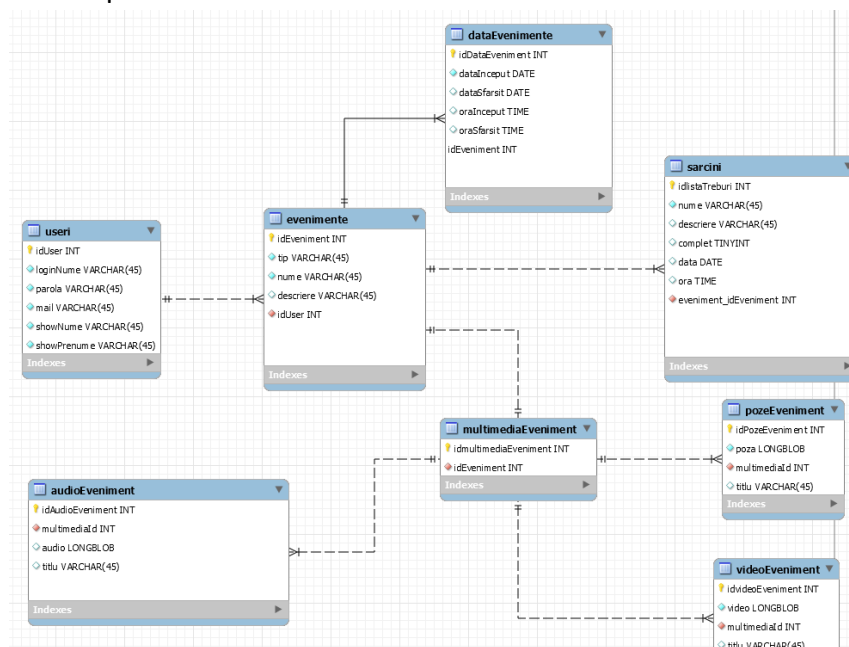 dataEvenimente
idDataEveniment INT
dataInceput DATE
dataSfarsit DATE
oraInceput TIME
oraSfarsit TIME
idEveniment INT
Indexes
sarcini
idlistaTreburi INT
nume VARCHAR(45)
descriere VARCHAR(45)
complet TINYINT
data DATE
ora TIME
eveniment_idEveniment INT
Indexes
evenimente
idEveniment INT
tip VARCHAR(45)
nume VARCHAR(45)
descriere VARCHAR(45)
idUser INT
Indexes
useri
idUser INT
loginNume VARCHAR(45)
parola VARCHAR(45)
mail VARCHAR(45)
showNume VARCHAR(45)
showPrenume VARCHAR(45)
Indexes
multimediaEveniment
idmultimediaEveniment INT
idEveniment INT
Indexes
pozeEveniment
idPozeEveniment INT
poza LONGBLOB
multimediaId INT
titlu VARCHAR(45)
Indexes
audioEveniment
idAudioEveniment INT
multimediaId INT
audio LONGBLOB
titlu VARCHAR(45)
Indexes
videoEveniment
idvideoEveniment INT
video LONGBLOB
multimediaId INT
titlu VARCHAR(45)